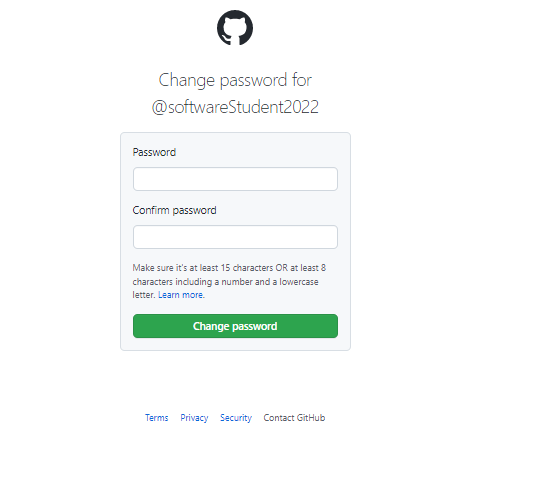 Change password for
@softwareStudent2022
Password
Confirm password
Make sure it's at least 15 characters OR at least 8
characters including a number and a lowercase
letter. Learn more.
Change password
Terms Privacy Security Contact GitHub